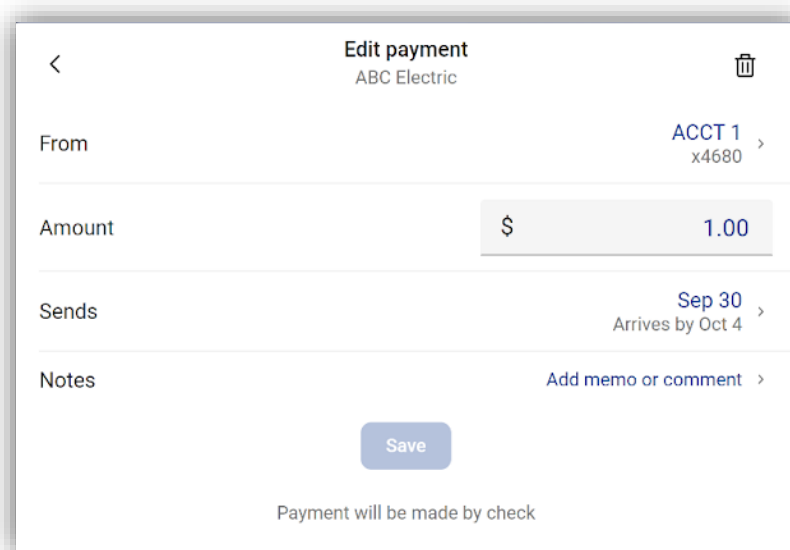 Edit payment
ABC Electric
From
ACCT 1
x4680
Amount
$ 1.00
Sends
Sep 30
Arrives by Oct 4
Notes
Add memo or comment
Save
Payment will be made by check